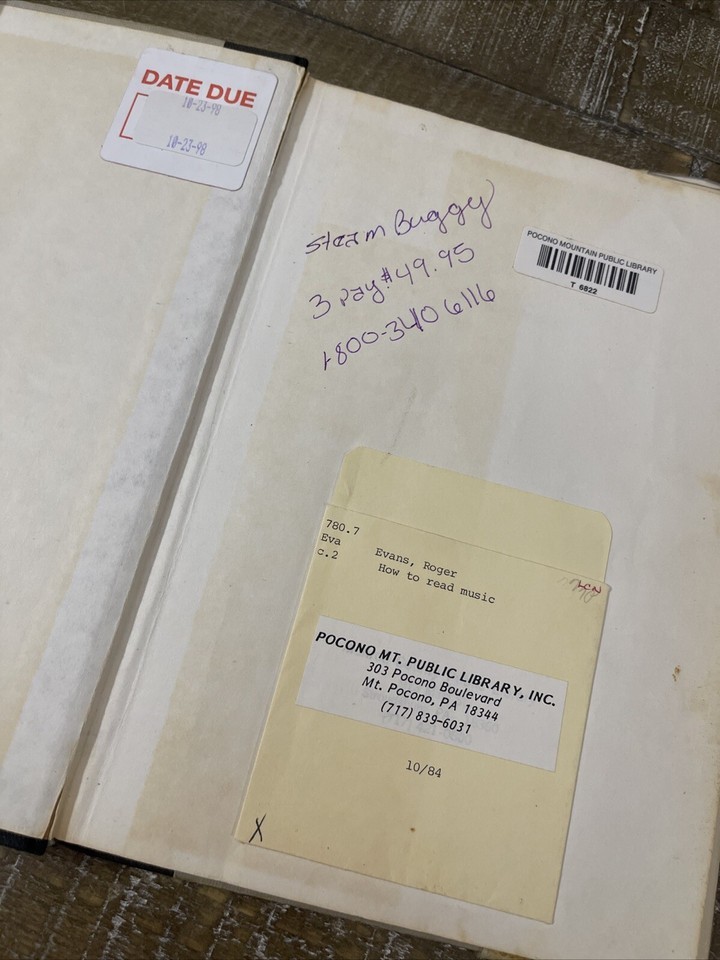 DATE DUE
10-23-98
10-23-98
Steam Buggy
3 pay $49.95
1-800-340 6116
POCONO MOUNTAIN PUBLIC LIBRARY
T 6822
780.7
Eva
c.2
Evans, Roger
How to read music
LCN
POCONO MT. PUBLIC LIBRARY, INC.
303 Pocono Boulevard
Mt. Pocono, PA 18344
(717) 839-6031
10/84
X